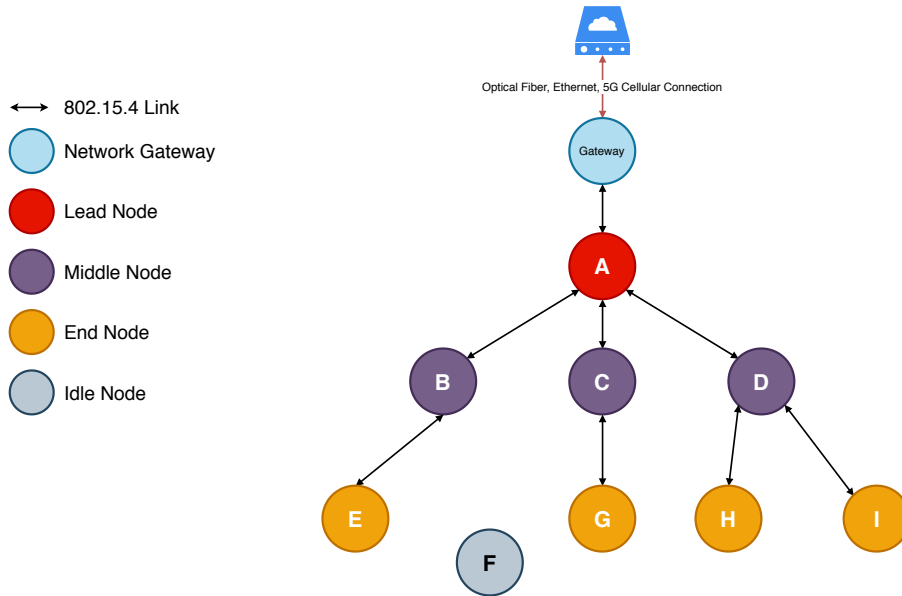 Optical Fiber, Ethernet, 5G Cellular Connection
802.15.4 Link
Network Gateway
Lead Node
Middle Node
End Node
Idle Node
Gateway
A
B
C
D
E
G
H
I
F